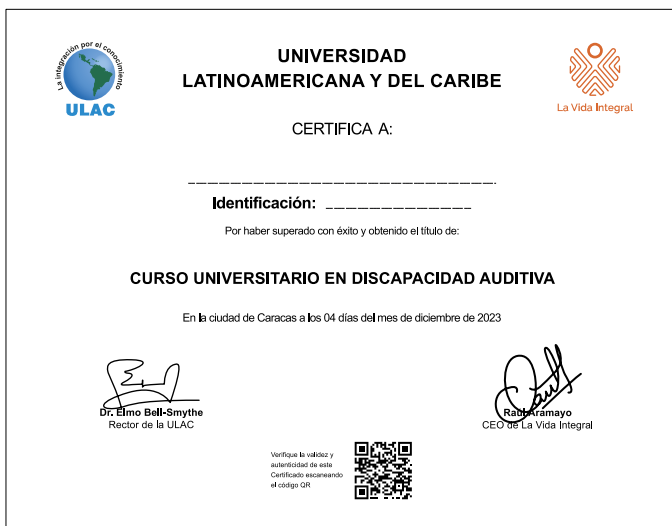 La integración por el conocimiento
ULAC
UNIVERSIDAD
LATINOAMERICANA Y DEL CARIBE
La Vida Integral
CERTIFICA A:
Identificación:
Por haber superado con éxito y obtenido el título de:
CURSO UNIVERSITARIO EN DISCAPACIDAD AUDITIVA
En la ciudad de Caracas a los 04 días del mes de diciembre de 2023
Dr. Elmo Bell-Smythe
Rector de la ULAC
Raúl Aramayo
CEO de La Vida Integral
Verifique la validez y
autenticidad de este
Certificado escaneando
el código QR